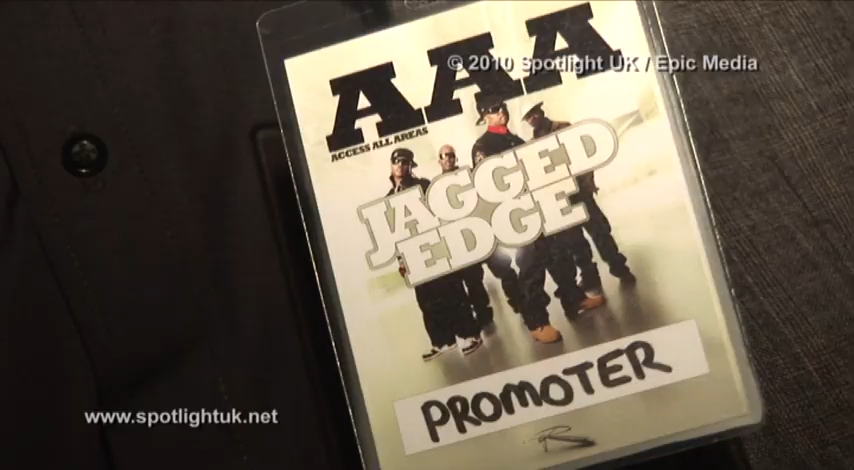 AAA
© 2010 Spotlight UK / Epic Media
ACCESS ALL AREAS
JAGGED
EDGE
PROMOTER
www.spotlightuk.net